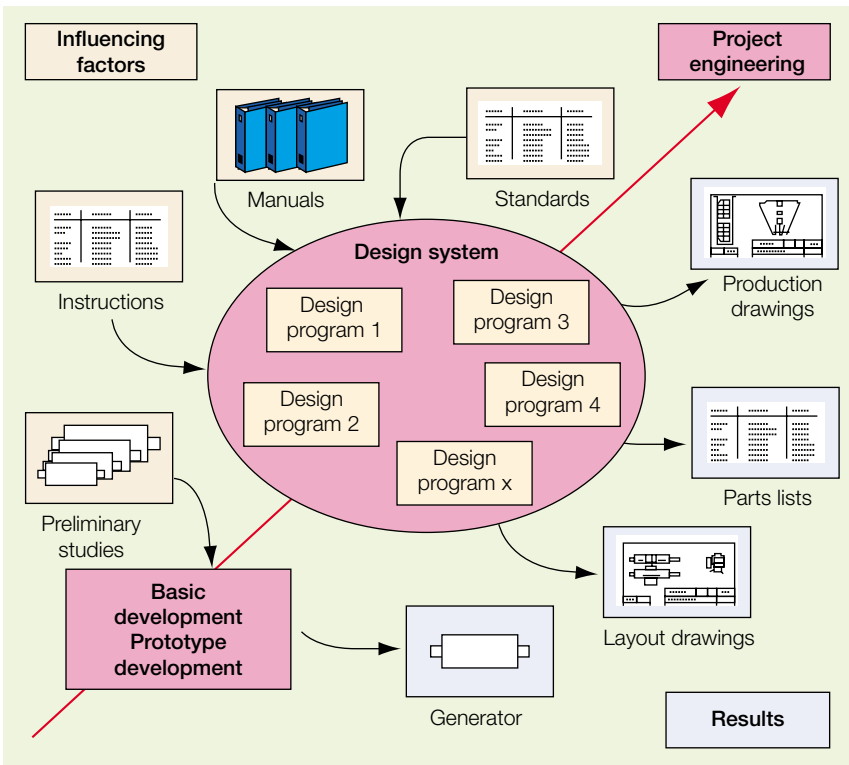 Influencing
factors
Project
engineering
Manuals
Standards
Instructions
Design system
Design
program 1
Design
program 3
Production
drawings
Design
program 2
Design
program 4
Design
program x
Parts lists
Preliminary
studies
Basic
development
Prototype
development
Layout drawings
Generator
Results